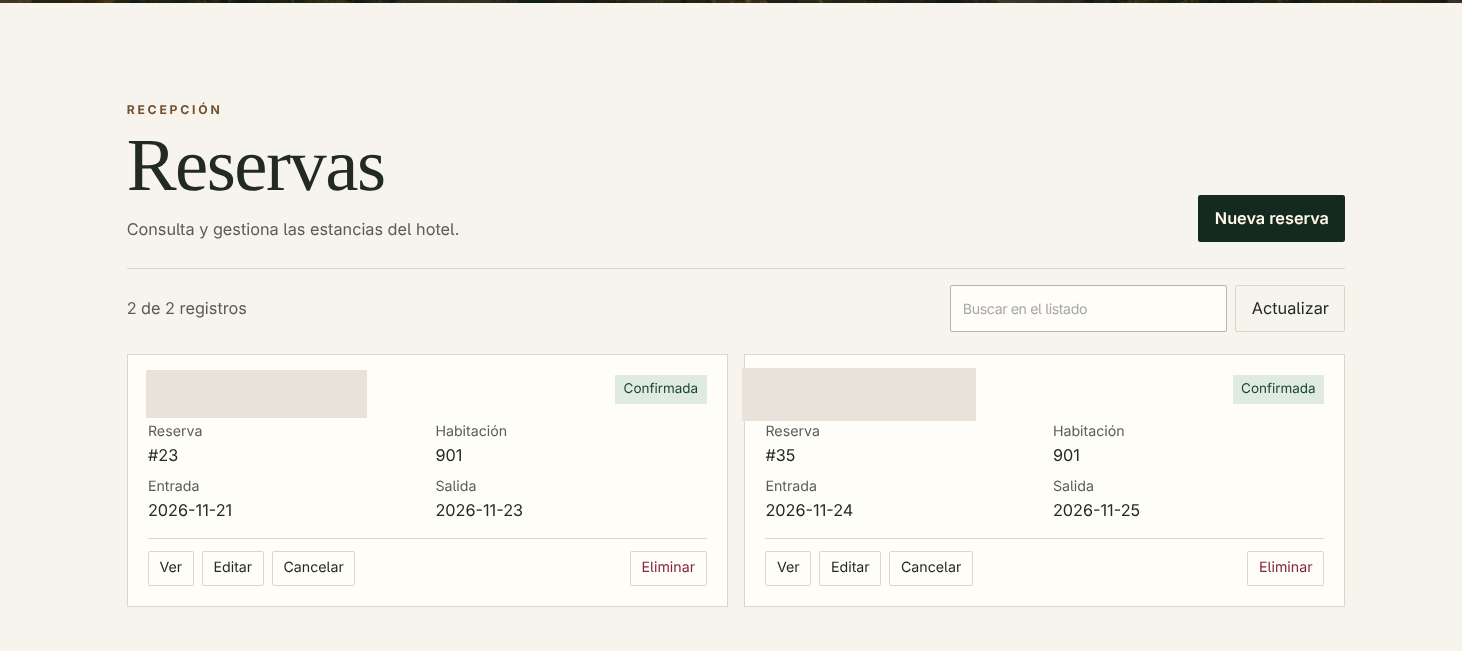 RECEPCIÓN
Reservas
Consulta y gestiona las estancias del hotel.
Nueva reserva
2 de 2 registros
Buscar en el listado
Actualizar
Confirmada
Reserva
Habitación
#23
901
Entrada
Salida
2026-11-21
2026-11-23
Ver
Editar
Cancelar
Eliminar
Confirmada
Reserva
Habitación
#35
901
Entrada
Salida
2026-11-24
2026-11-25
Ver
Editar
Cancelar
Eliminar